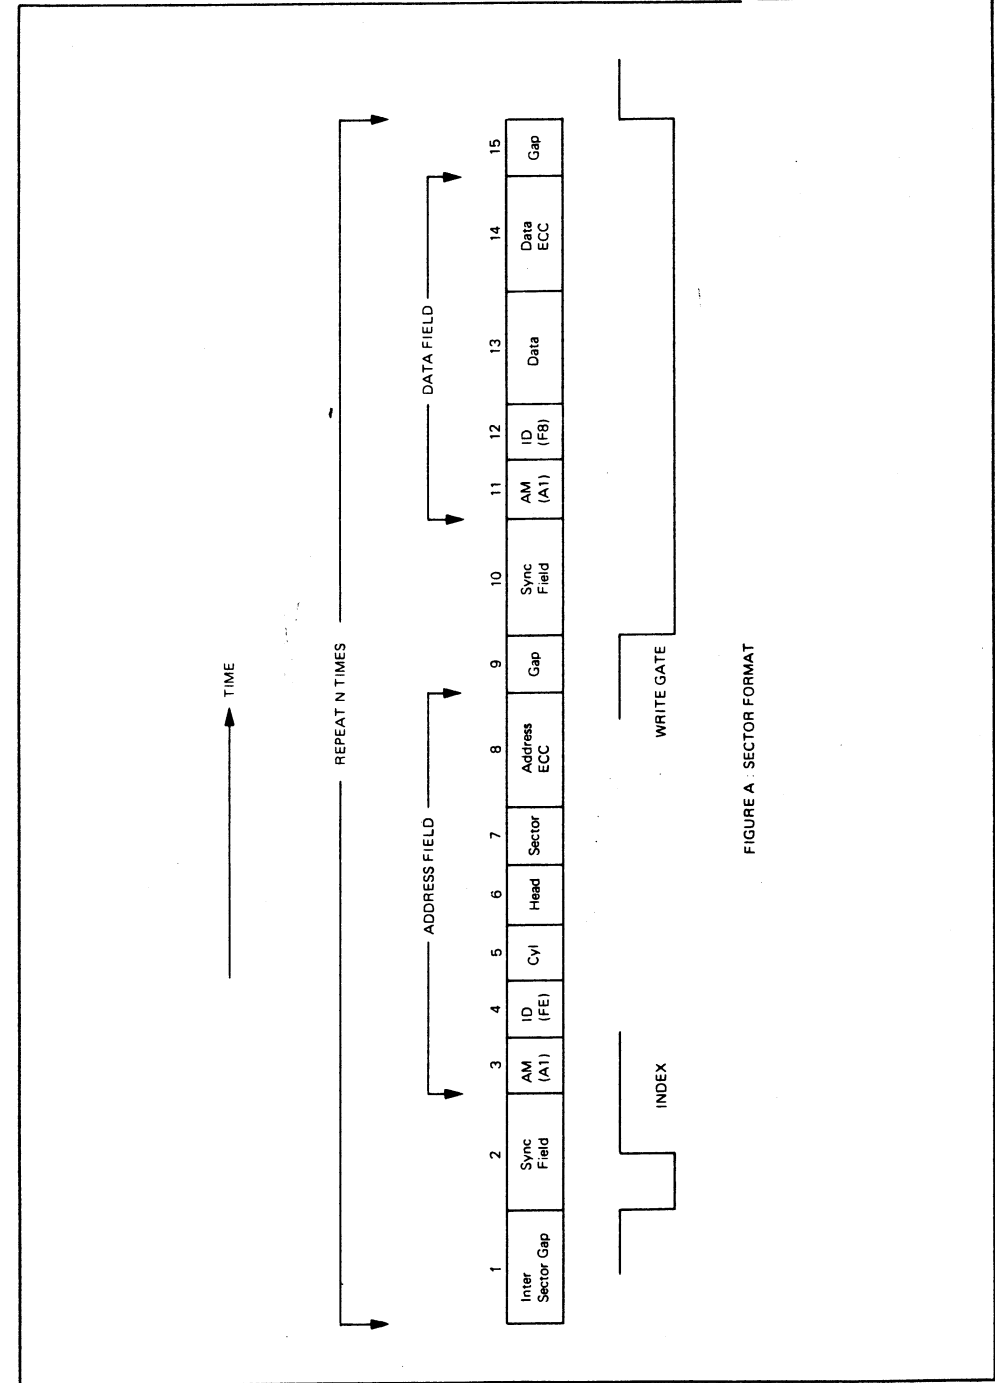 TIME
REPEAT N TIMES
ADDRESS FIELD
DATA FIELD
1 2 3 4 5 6 7 8 9 10 11 12 13 14 15
Inter
Sector Gap
Sync
Field
AM
(A1)
ID
(FE)
Cyl
Head
Sector
Address
ECC
Gap
Sync
Field
AM
(A1)
ID
(F8)
Data
Data
ECC
Gap
INDEX
WRITE GATE
FIGURE A : SECTOR FORMAT